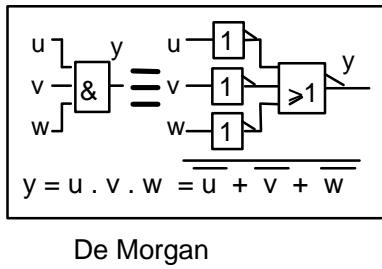 u y u 1 y
v & ≡ v 1 ⩾1
w w 1
y = u . v . w = u + v + w
De Morgan